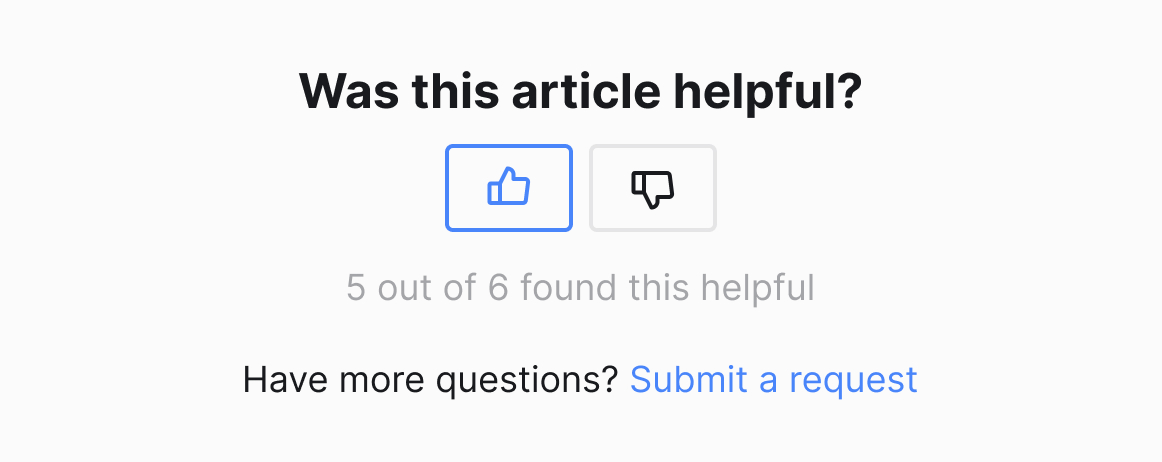 Was this article helpful?
5 out of 6 found this helpful
Have more questions? Submit a request